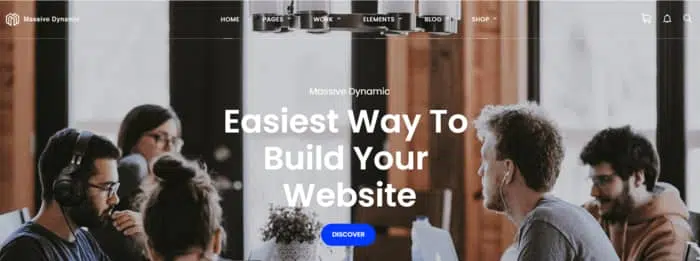 Massive Dynamic
HOME PAGES WORK ELEMENTS BLOG SHOP
Massive Dynamic
Easiest Way To
Build Your
Website
DISCOVER